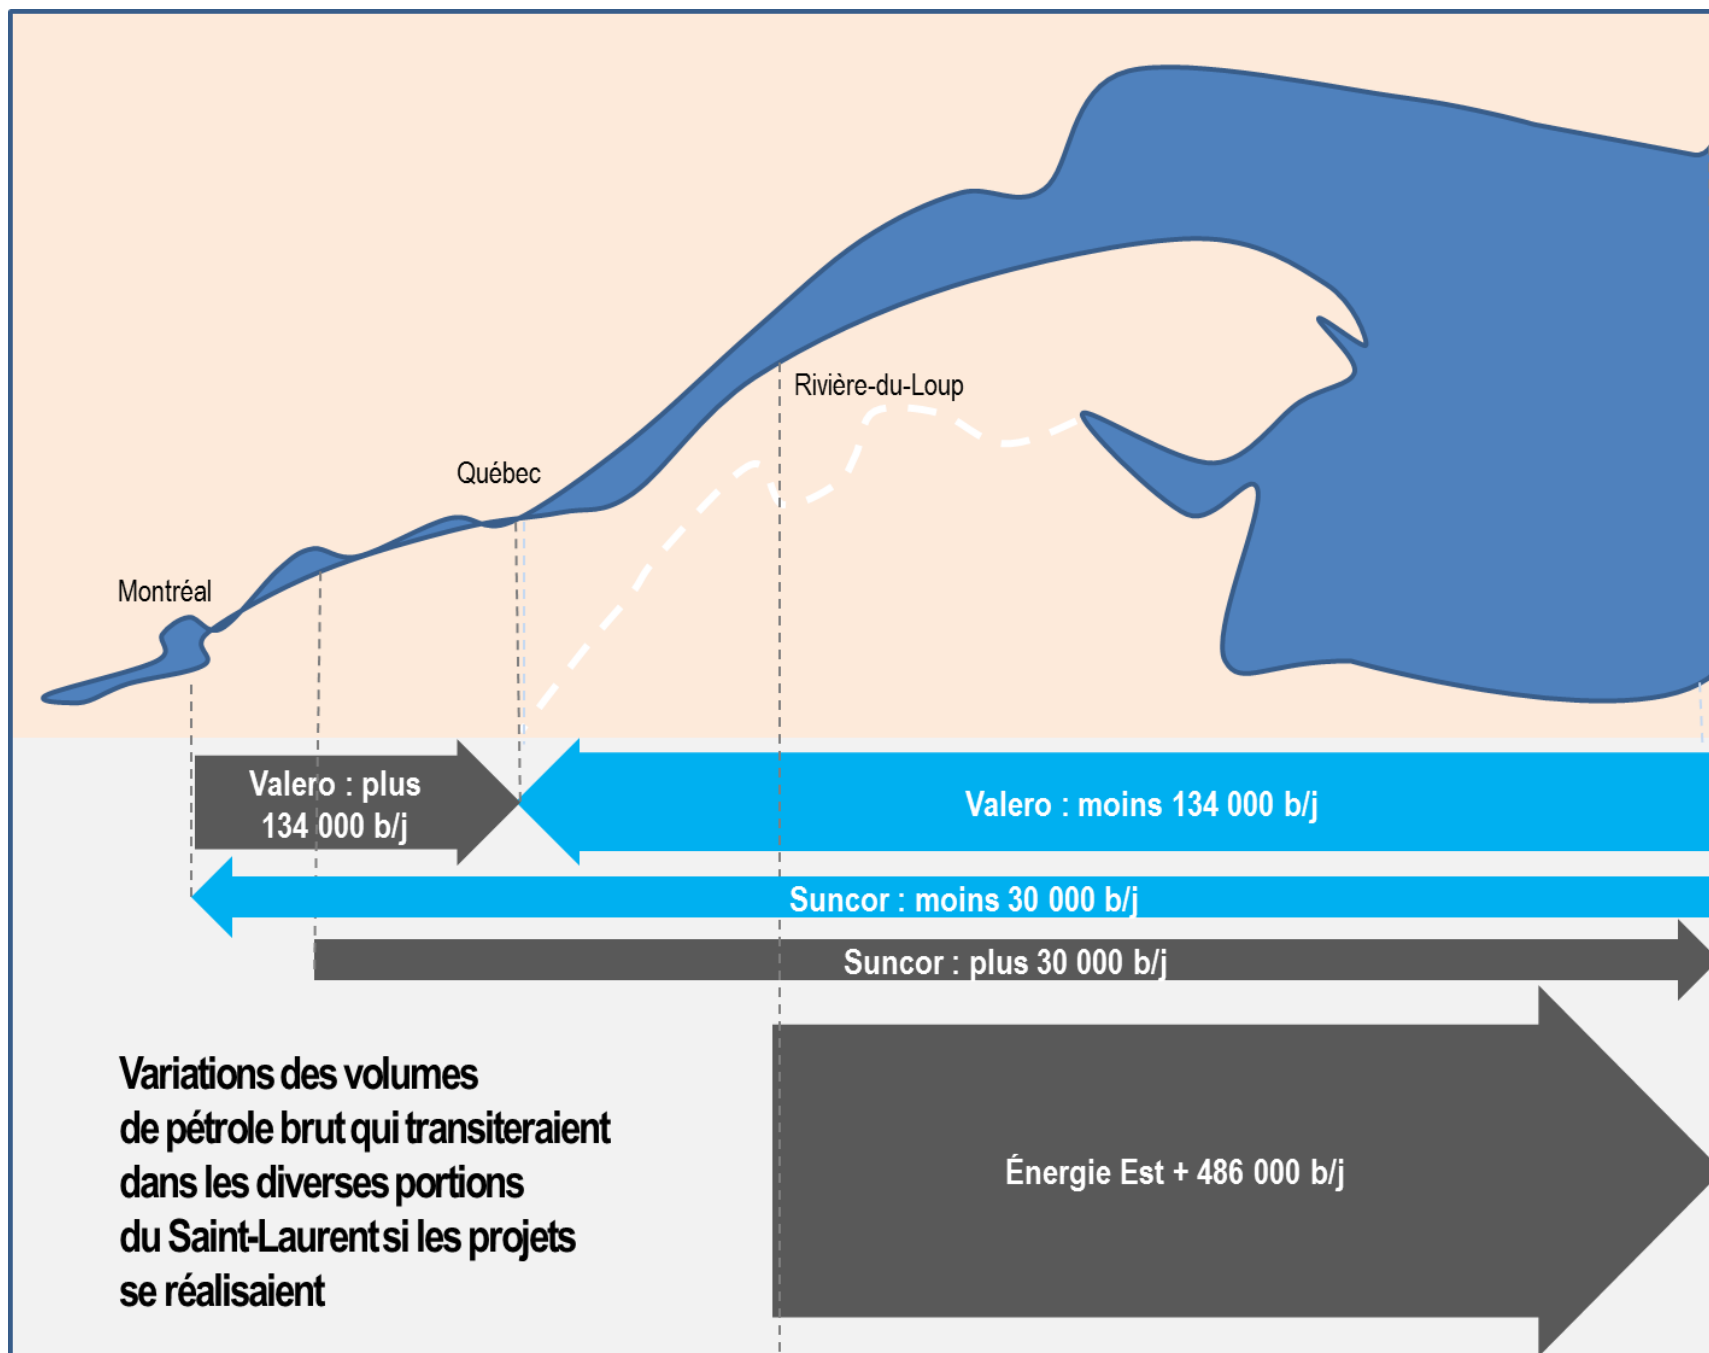 Rivière-du-Loup
Québec
Montréal
Valero : plus
134 000 b/j
Valero : moins 134 000 b/j
Suncor : moins 30 000 b/j
Suncor : plus 30 000 b/j
Énergie Est + 486 000 b/j
Variations des volumes
de pétrole brut qui transiteraient
dans les diverses portions
du Saint-Laurent si les projets
se réalisaient